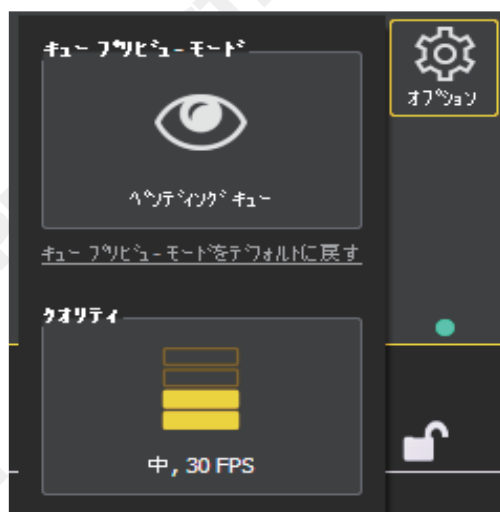 キュー プリビューモード
オプション
ペンディング キュー
キュー プリビューモードをデフォルトに戻す
クオリティ
中, 30 FPS